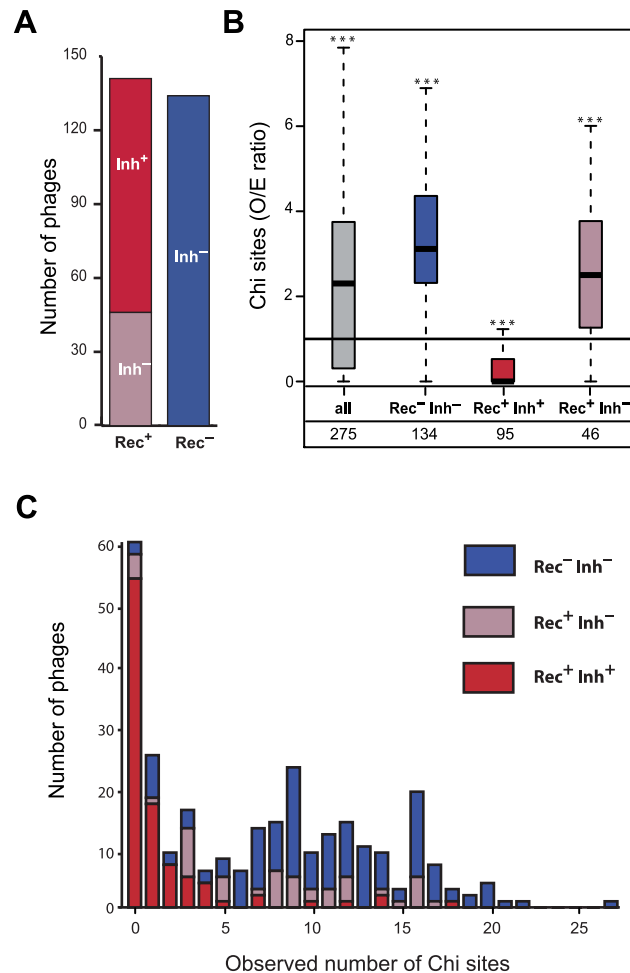 A
Number of phages
150
120
90
60
30
0
Inh+
Inh−
Inh−
Rec+ Rec−
B
Chi sites (O/E ratio)
8
6
4
2
0
*** *** *** ***
all Rec− Inh− Rec+ Inh+ Rec+ Inh−
275 134 95 46
C
Number of phages
60
50
40
30
20
10
0
Rec− Inh−
Rec+ Inh−
Rec+ Inh+
0 5 10 15 20 25
Observed number of Chi sites